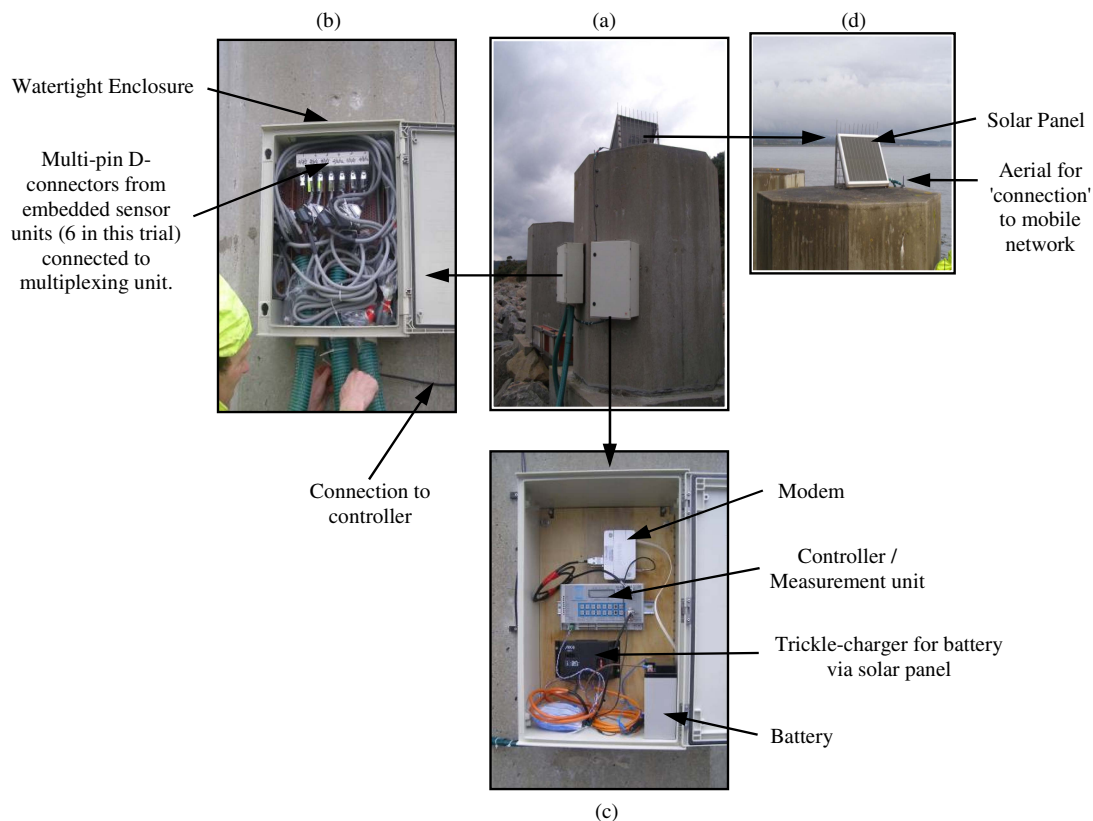 (b)
(a)
(d)
Watertight Enclosure
Multi-pin D-
connectors from
embedded sensor
units (6 in this trial)
connected to
multiplexing unit.
Solar Panel
Aerial for
'connection'
to mobile
network
Connection to
controller
Modem
Controller /
Measurement unit
Trickle-charger for battery
via solar panel
Battery
(c)